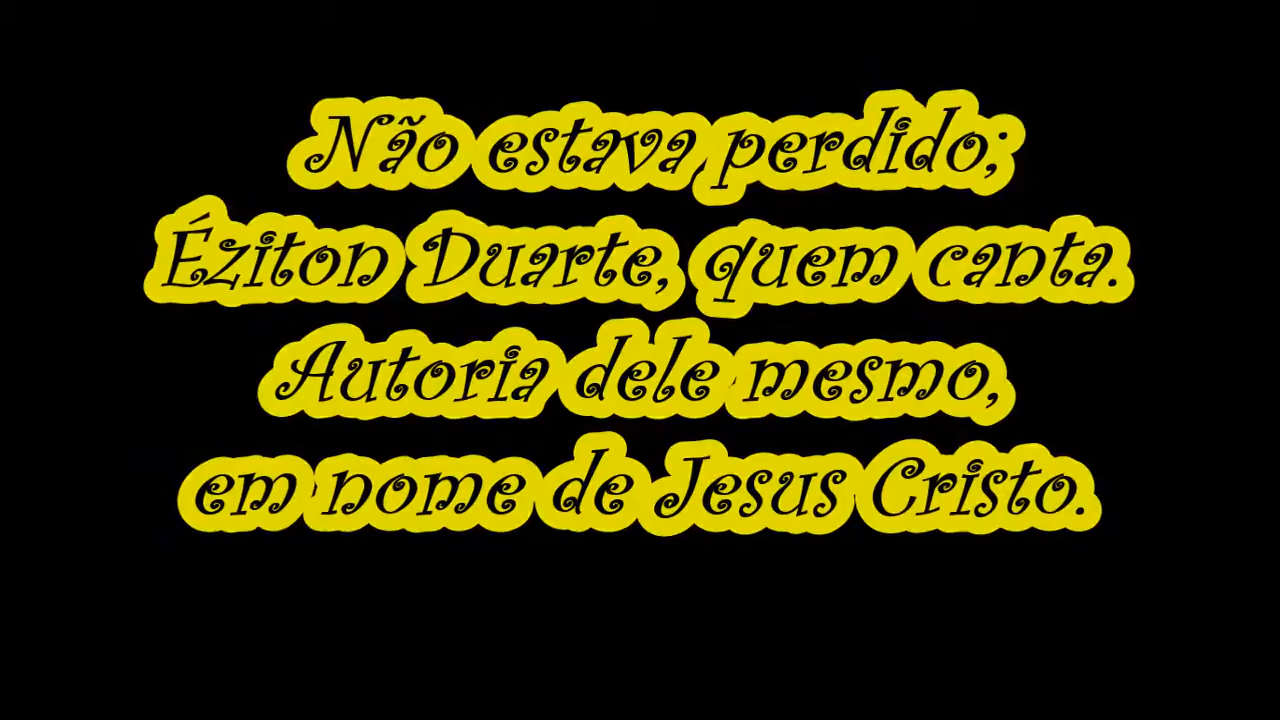 Não estava perdido;
Éziton Duarte, quem canta.
Autoria dele mesmo,
em nome de Jesus Cristo.